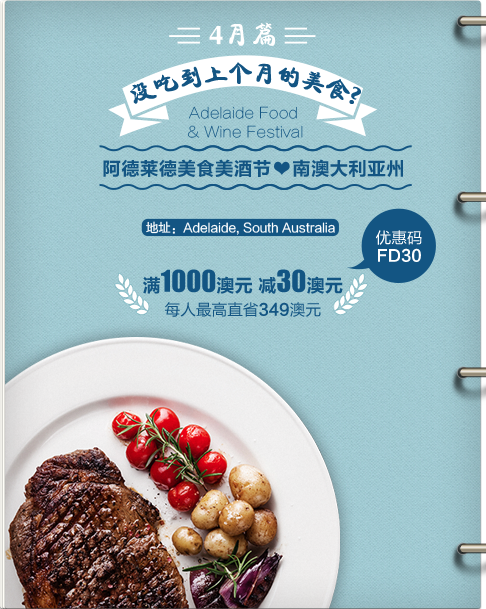 4月篇
没吃到上个月的美食?
Adelaide Food
& Wine Festival
阿德莱德美食美酒节❤南澳大利亚州
地址：Adelaide, South Australia
优惠码
FD30
满1000澳元 减30澳元
每人最高直省349澳元